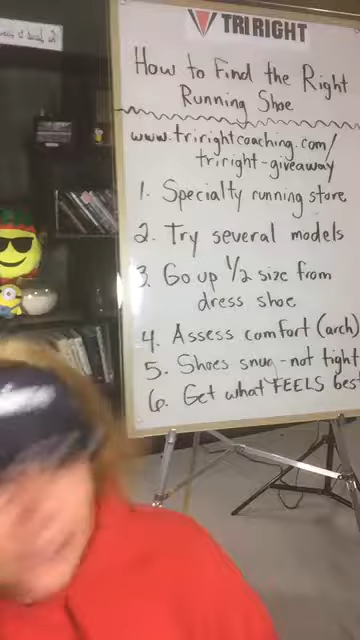 TRI RIGHT
How to Find the Right
Running Shoe
www.trirightcoaching.com/
triright-giveaway
1. Specialty running store
2. Try several models
3. Go up 1/2 size from
dress shoe
4. Assess comfort (arch)
5. Shoes snug - not tight
6. Get what FEELS best